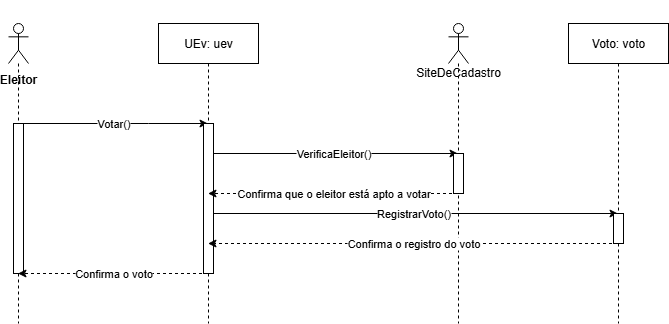 UEv: uev
Voto: voto
Eleitor
SiteDeCadastro
Votar()
VerificaEleitor()
Confirma que o eleitor está apto a votar
RegistrarVoto()
Confirma o registro do voto
Confirma o voto